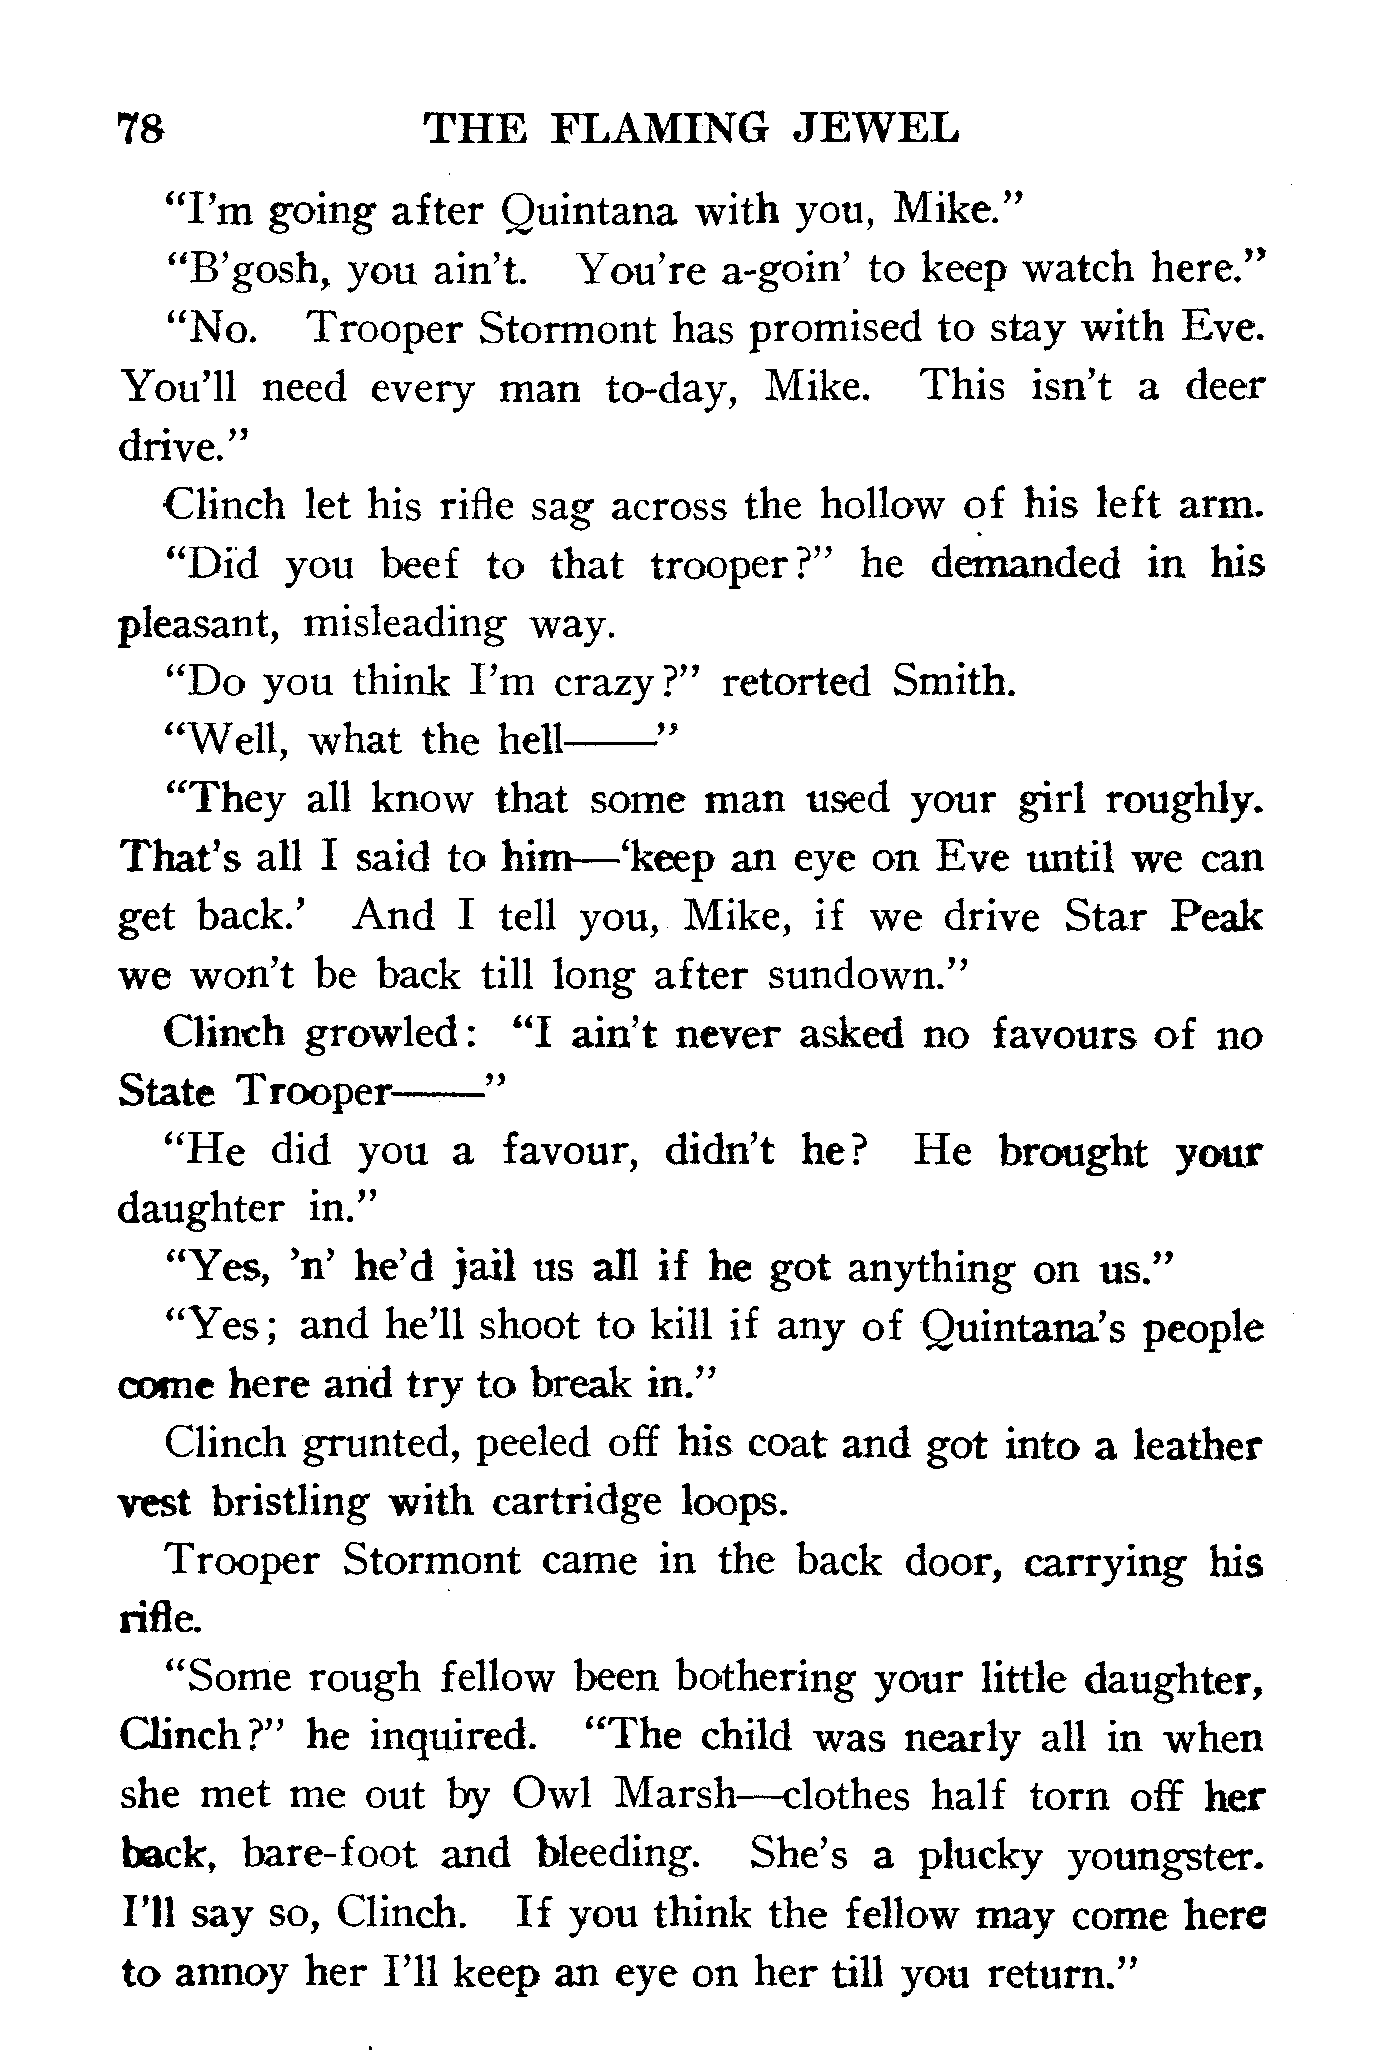 78 THE FLAMING JEWEL
"I'm going after Quintana with you, Mike."
"B'gosh, you ain't. You're a-goin' to keep watch here."
"No. Trooper Stormont has promised to stay with Eve.
You'll need every man to-day, Mike. This isn't a deer
drive."
Clinch let his rifle sag across the hollow of his left arm.
"Did you beef to that trooper?" he demanded in his
pleasant, misleading way.
"Do you think I'm crazy?" retorted Smith.
"Well, what the hell——"
"They all know that some man used your girl roughly.
That's all I said to him—'keep an eye on Eve until we can
get back.' And I tell you, Mike, if we drive Star Peak
we won't be back till long after sundown."
Clinch growled: "I ain't never asked no favours of no
State Trooper——"
"He did you a favour, didn't he? He brought your
daughter in."
"Yes, 'n' he'd jail us all if he got anything on us."
"Yes; and he'll shoot to kill if any of Quintana's people
come here and try to break in."
Clinch grunted, peeled off his coat and got into a leather
vest bristling with cartridge loops.
Trooper Stormont came in the back door, carrying his
rifle.
"Some rough fellow been bothering your little daughter,
Clinch?" he inquired. "The child was nearly all in when
she met me out by Owl Marsh—clothes half torn off her
back, bare-foot and bleeding. She's a plucky youngster.
I'll say so, Clinch. If you think the fellow may come here
to annoy her I'll keep an eye on her till you return."